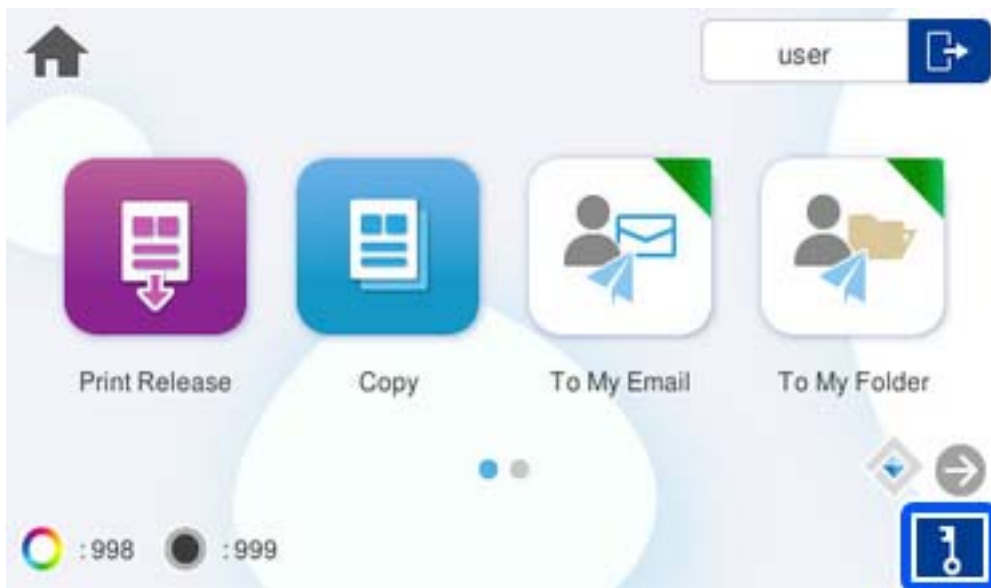 user
Print Release
Copy
To My Email
To My Folder
:998
:999